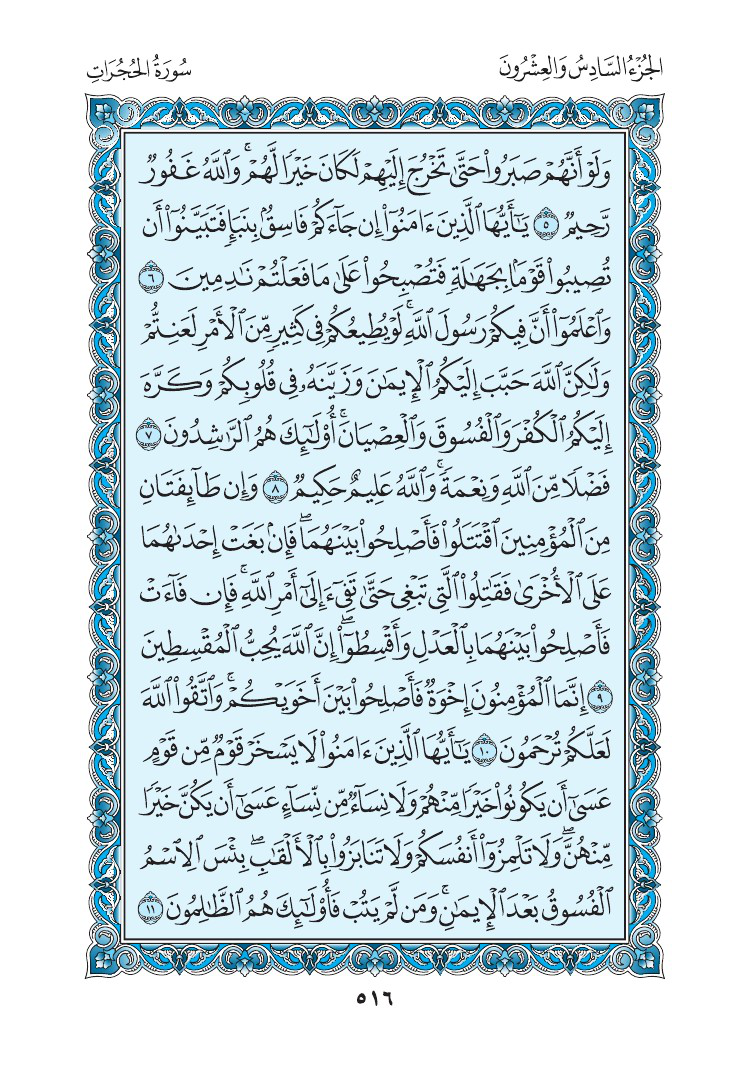 الجُزْءُ السَّادِسُ وَالعِشْرُونَ
سُورَةُ الحُجُرَاتِ
وَلَوْ أَنَّهُمْ صَبَرُوا۟ حَتَّىٰ تَخْرُجَ إِلَيْهِمْ لَكَانَ خَيْرًا لَّهُمْ ۚ وَٱللَّهُ غَفُورٌ
رَّحِيمٌ ٥ يَـٰٓأَيُّهَا ٱلَّذِينَ ءَامَنُوٓا۟ إِن جَآءَكُمْ فَاسِقٌۢ بِنَبَإٍ فَتَبَيَّنُوٓا۟ أَن
تُصِيبُوا۟ قَوْمًۢا بِجَهَـٰلَةٍ فَتُصْبِحُوا۟ عَلَىٰ مَا فَعَلْتُمْ نَـٰدِمِينَ ٦
وَٱعْلَمُوٓا۟ أَنَّ فِيكُمْ رَسُولَ ٱللَّهِ ۚ لَوْ يُطِيعُكُمْ فِى كَثِيرٍ مِّنَ ٱلْأَمْرِ لَعَنِتُّمْ
وَلَـٰكِنَّ ٱللَّهَ حَبَّبَ إِلَيْكُمُ ٱلْإِيمَـٰنَ وَزَيَّنَهُۥ فِى قُلُوبِكُمْ وَكَرَّهَ
إِلَيْكُمُ ٱلْكُفْرَ وَٱلْفُسُوقَ وَٱلْعِصْيَانَ ۚ أُو۟لَـٰٓئِكَ هُمُ ٱلرَّٰشِدُونَ ٧
فَضْلًا مِّنَ ٱللَّهِ وَنِعْمَةً ۚ وَٱللَّهُ عَلِيمٌ حَكِيمٌ ٨ وَإِن طَآئِفَتَانِ
مِنَ ٱلْمُؤْمِنِينَ ٱقْتَتَلُوا۟ فَأَصْلِحُوا۟ بَيْنَهُمَا ۖ فَإِنۢ بَغَتْ إِحْدَىٰهُمَا
عَلَى ٱلْأُخْرَىٰ فَقَـٰتِلُوا۟ ٱلَّتِى تَبْغِى حَتَّىٰ تَفِىٓءَ إِلَىٰٓ أَمْرِ ٱللَّهِ ۚ فَإِن فَآءَتْ
فَأَصْلِحُوا۟ بَيْنَهُمَا بِٱلْعَدْلِ وَأَقْسِطُوٓا۟ ۖ إِنَّ ٱللَّهَ يُحِبُّ ٱلْمُقْسِطِينَ
٩ إِنَّمَا ٱلْمُؤْمِنُونَ إِخْوَةٌ فَأَصْلِحُوا۟ بَيْنَ أَخَوَيْكُمْ ۚ وَٱتَّقُوا۟ ٱللَّهَ
لَعَلَّكُمْ تُرْحَمُونَ ١٠ يَـٰٓأَيُّهَا ٱلَّذِينَ ءَامَنُوا۟ لَا يَسْخَرْ قَوْمٌ مِّن قَوْمٍ
عَسَىٰٓ أَن يَكُونُوا۟ خَيْرًا مِّنْهُمْ وَلَا نِسَآءٌ مِّن نِّسَآءٍ عَسَىٰٓ أَن يَكُنَّ خَيْرًا
مِّنْهُنَّ ۖ وَلَا تَلْمِزُوٓا۟ أَنفُسَكُمْ وَلَا تَنَابَزُوا۟ بِٱلْأَلْقَـٰبِ ۖ بِئْسَ ٱلِٱسْمُ
ٱلْفُسُوقُ بَعْدَ ٱلْإِيمَـٰنِ ۚ وَمَن لَّمْ يَتُبْ فَأُو۟لَـٰٓئِكَ هُمُ ٱلظَّـٰلِمُونَ ١١
٥١٦